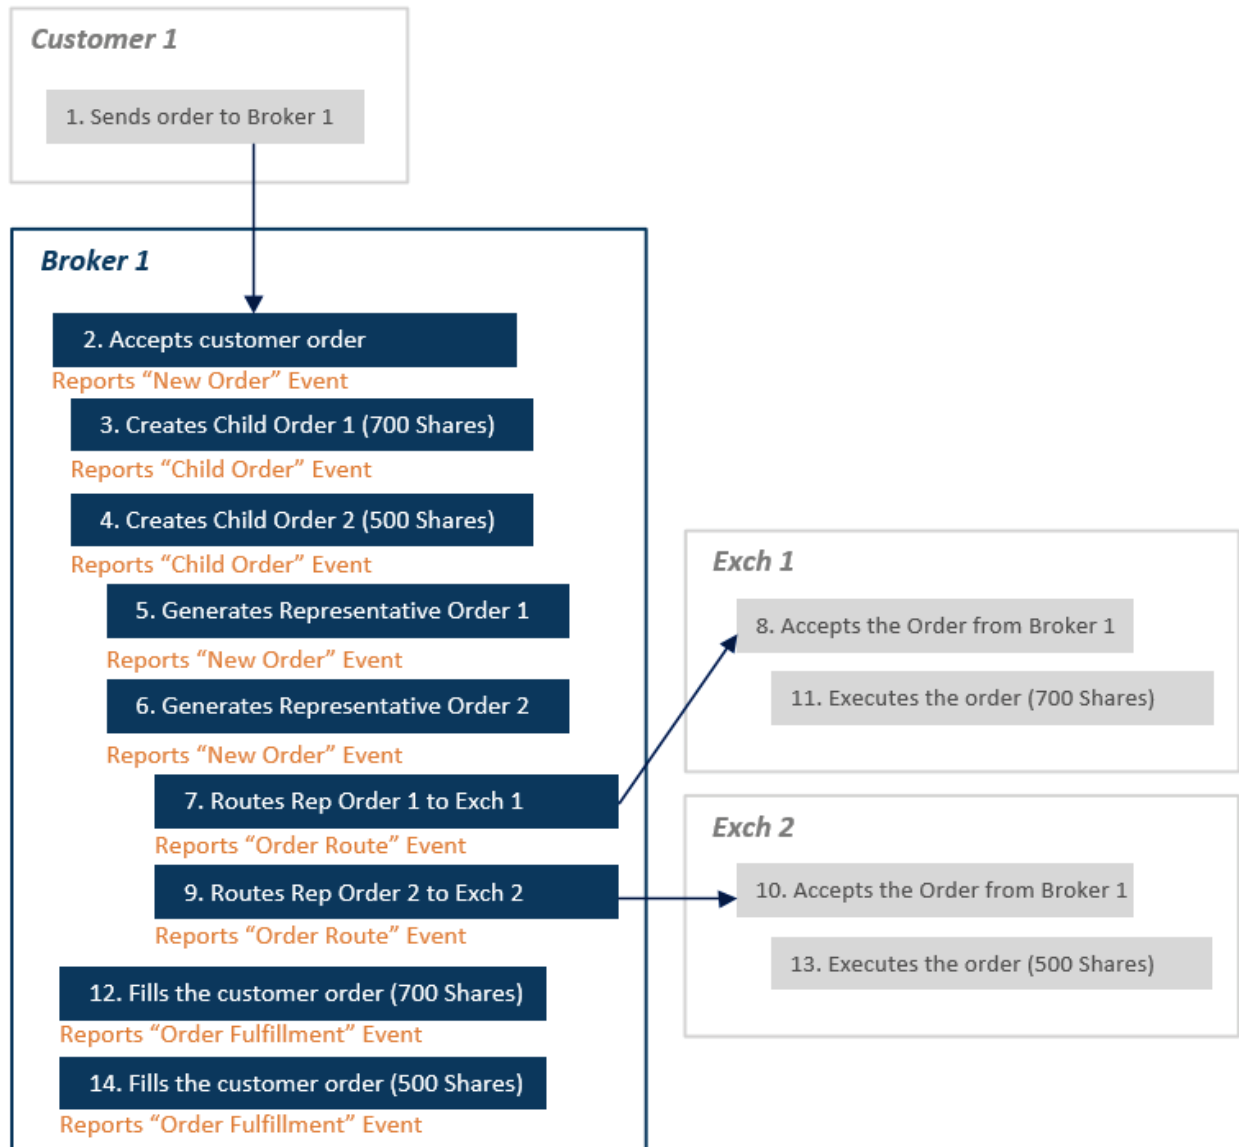 Customer 1
1. Sends order to Broker 1
Broker 1
2. Accepts customer order
Reports “New Order” Event
3. Creates Child Order 1 (700 Shares)
Reports “Child Order” Event
4. Creates Child Order 2 (500 Shares)
Reports “Child Order” Event
5. Generates Representative Order 1
Reports “New Order” Event
6. Generates Representative Order 2
Reports “New Order” Event
7. Routes Rep Order 1 to Exch 1
Reports “Order Route” Event
9. Routes Rep Order 2 to Exch 2
Reports “Order Route” Event
12. Fills the customer order (700 Shares)
Reports “Order Fulfillment” Event
14. Fills the customer order (500 Shares)
Reports “Order Fulfillment” Event
Exch 1
8. Accepts the Order from Broker 1
11. Executes the order (700 Shares)
Exch 2
10. Accepts the Order from Broker 1
13. Executes the order (500 Shares)